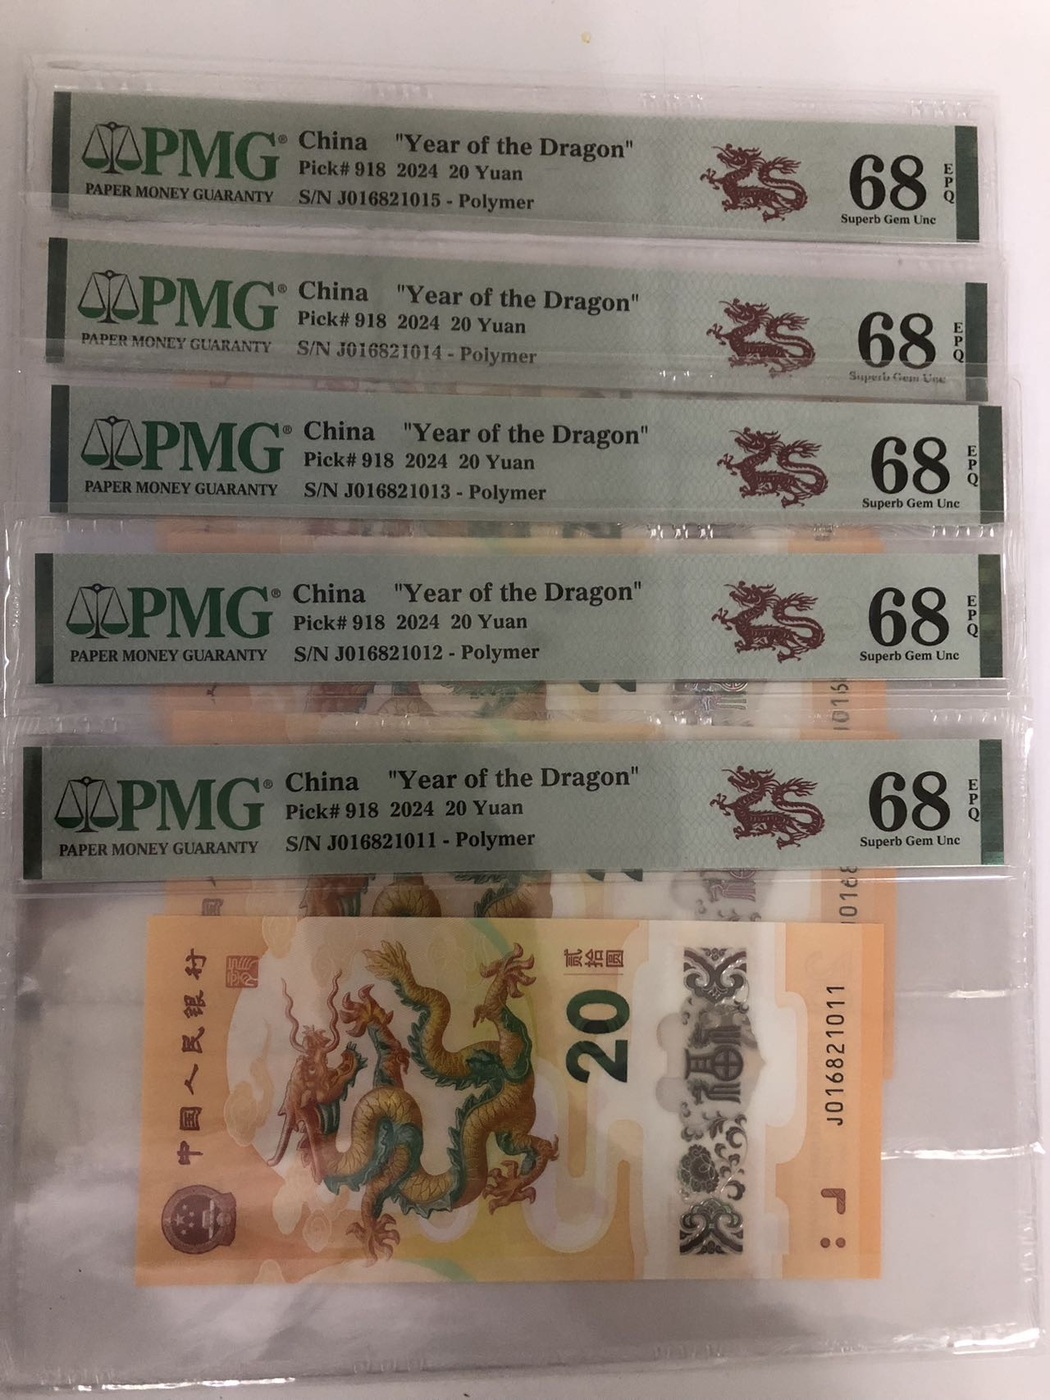 PMG® China "Year of the Dragon"
Pick# 918 2024 20 Yuan
PAPER MONEY GUARANTY S/N J016821015 - Polymer
68 EPQ
Superb Gem Unc
PMG® China "Year of the Dragon"
Pick# 918 2024 20 Yuan
PAPER MONEY GUARANTY S/N J016821014 - Polymer
68 EPQ
Superb Gem Unc
PMG® China "Year of the Dragon"
Pick# 918 2024 20 Yuan
PAPER MONEY GUARANTY S/N J016821013 - Polymer
68 EPQ
Superb Gem Unc
PMG® China "Year of the Dragon"
Pick# 918 2024 20 Yuan
PAPER MONEY GUARANTY S/N J016821012 - Polymer
68 EPQ
Superb Gem Unc
PMG® China "Year of the Dragon"
Pick# 918 2024 20 Yuan
PAPER MONEY GUARANTY S/N J016821011 - Polymer
68 EPQ
Superb Gem Unc
中国人民银行
贰拾圆
20
J016821011